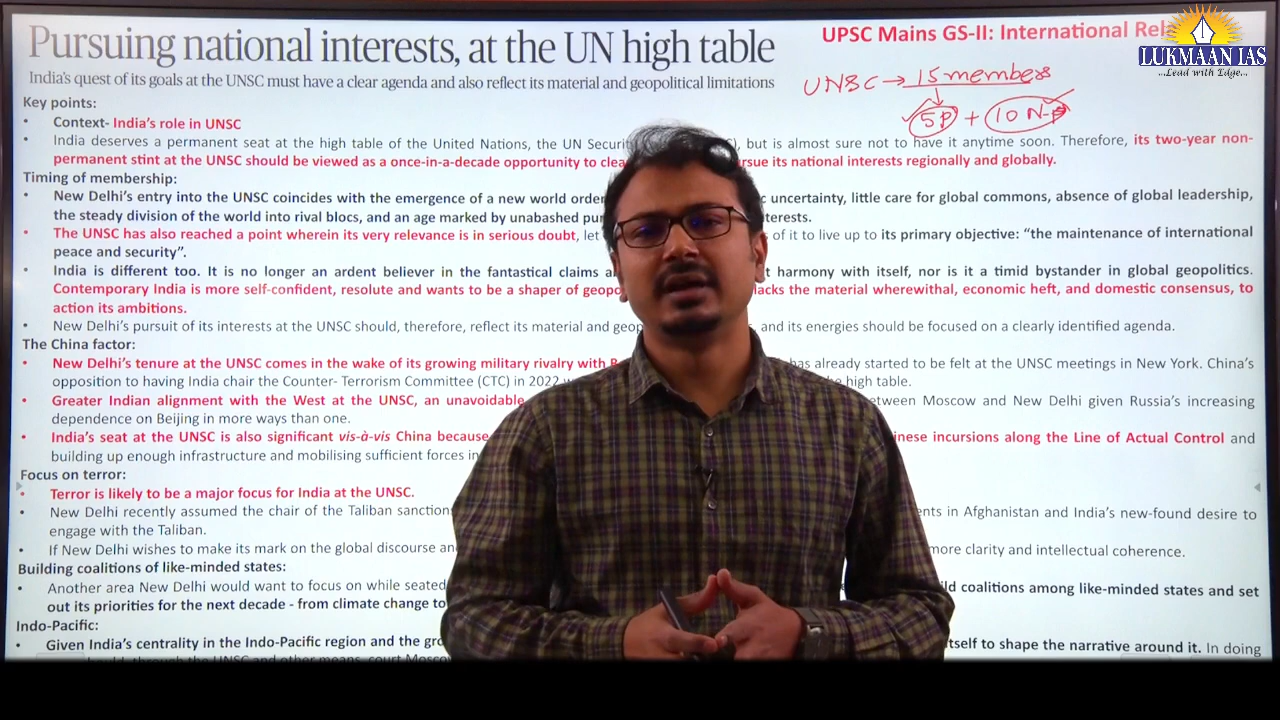 Pursuing national interests, at the UN high table
India's quest of its goals at the UNSC must have a clear agenda and also reflect its material and geopolitical limitations
UPSC Mains GS-II: International Rel
LUKMAAN IAS
...Lead with Edge...
UNSC → 15 members
5P + 10 N-P
Key points:
• Context- India's role in UNSC
• India deserves a permanent seat at the high table of the United Nations, the UN Secur but is almost sure not to have it anytime soon. Therefore, its two-year non-
permanent stint at the UNSC should be viewed as a once-in-a-decade opportunity to clea rsue its national interests regionally and globally.
Timing of membership:
• New Delhi's entry into the UNSC coincides with the emergence of a new world orde c uncertainty, little care for global commons, absence of global leadership,
the steady division of the world into rival blocs, and an age marked by unabashed pu terests.
• The UNSC has also reached a point wherein its very relevance is in serious doubt, let of it to live up to its primary objective: "the maintenance of international
peace and security".
• India is different too. It is no longer an ardent believer in the fantastical claims a t harmony with itself, nor is it a timid bystander in global geopolitics.
Contemporary India is more self-confident, resolute and wants to be a shaper of geopo lacks the material wherewithal, economic heft, and domestic consensus, to
action its ambitions.
• New Delhi's pursuit of its interests at the UNSC should, therefore, reflect its material and geop and its energies should be focused on a clearly identified agenda.
The China factor:
• New Delhi's tenure at the UNSC comes in the wake of its growing military rivalry with B has already started to be felt at the UNSC meetings in New York. China's
opposition to having India chair the Counter- Terrorism Committee (CTC) in 2022 he high table.
• Greater Indian alignment with the West at the UNSC, an unavoidable etween Moscow and New Delhi given Russia's increasing
dependence on Beijing in more ways than one.
• India's seat at the UNSC is also significant vis-à-vis China because inese incursions along the Line of Actual Control and
building up enough infrastructure and mobilising sufficient forces in
Focus on terror:
• Terror is likely to be a major focus for India at the UNSC.
• New Delhi recently assumed the chair of the Taliban sanction ents in Afghanistan and India's new-found desire to
engage with the Taliban.
• If New Delhi wishes to make its mark on the global discourse an more clarity and intellectual coherence.
Building coalitions of like-minded states:
• Another area New Delhi would want to focus on while seated ld coalitions among like-minded states and set
out its priorities for the next decade - from climate change to
Indo-Pacific:
• Given India's centrality in the Indo-Pacific region and the gr itself to shape the narrative around it. In doing